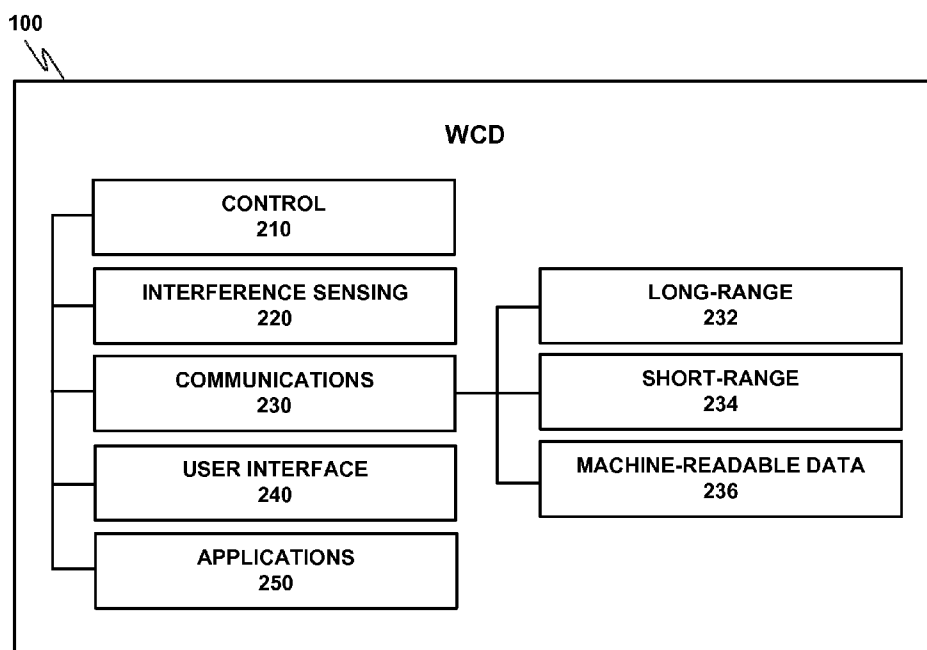 100
WCD
CONTROL
210
INTERFERENCE SENSING
220
COMMUNICATIONS
230
USER INTERFACE
240
APPLICATIONS
250
LONG-RANGE
232
SHORT-RANGE
234
MACHINE-READABLE DATA
236